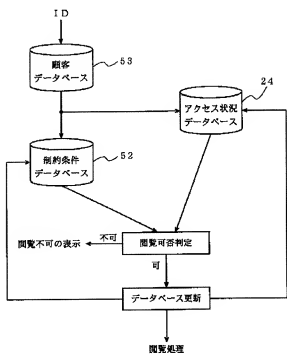 ID
顧客
データベース
53
アクセス状況
データベース
24
制約条件
データベース
52
閲覧不可の表示
不可
閲覧可否判定
可
データベース更新
閲覧処理